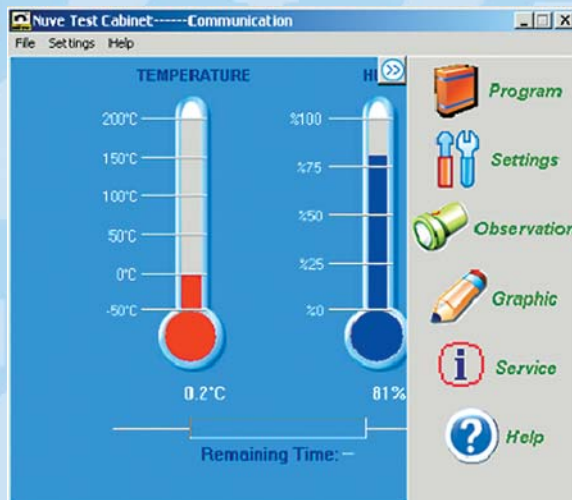 Nuve Test Cabinet------Communication
File Settings Help
TEMPERATURE
200°C
150°C
100°C
50°C
0°C
-50°C
0.2°C
%100
%75
%50
%25
%0
81%
Remaining Time: --
Program
Settings
Observation
Graphic
Service
Help